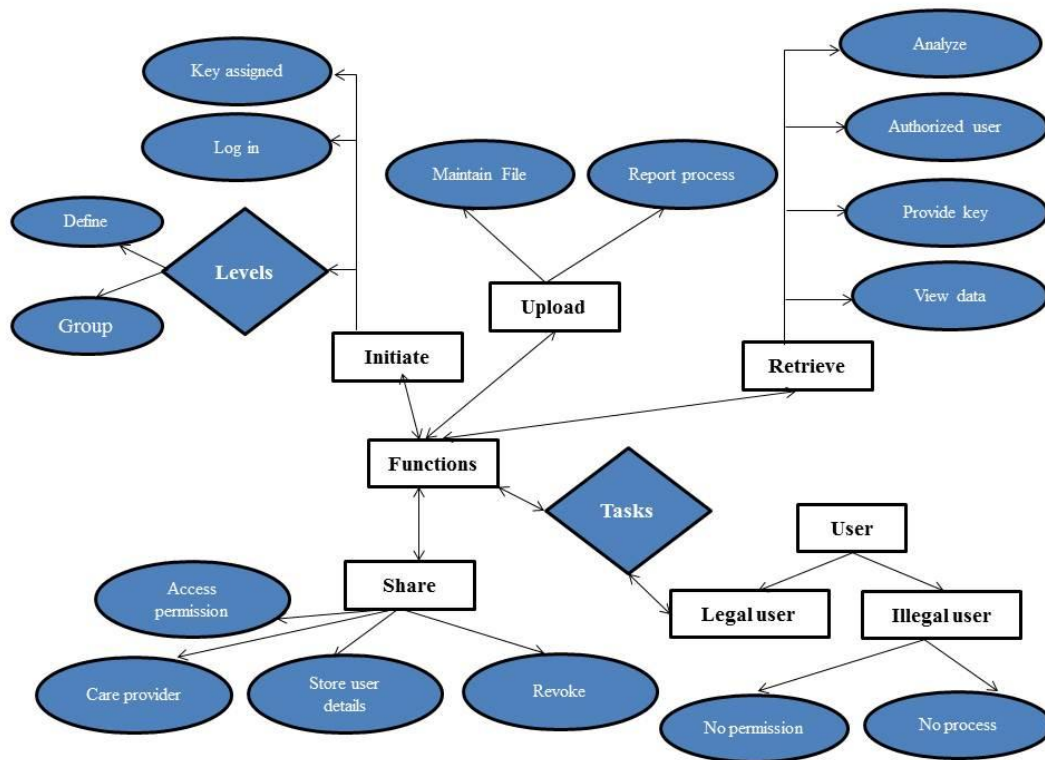 Analyze
Key assigned
Authorized user
Log in
Maintain File
Report process
Define
Provide key
Levels
View data
Group
Upload
Initiate
Retrieve
Functions
Tasks
User
Share
Access
permission
Legal user
Illegal user
Care provider
Store user
details
Revoke
No permission
No process